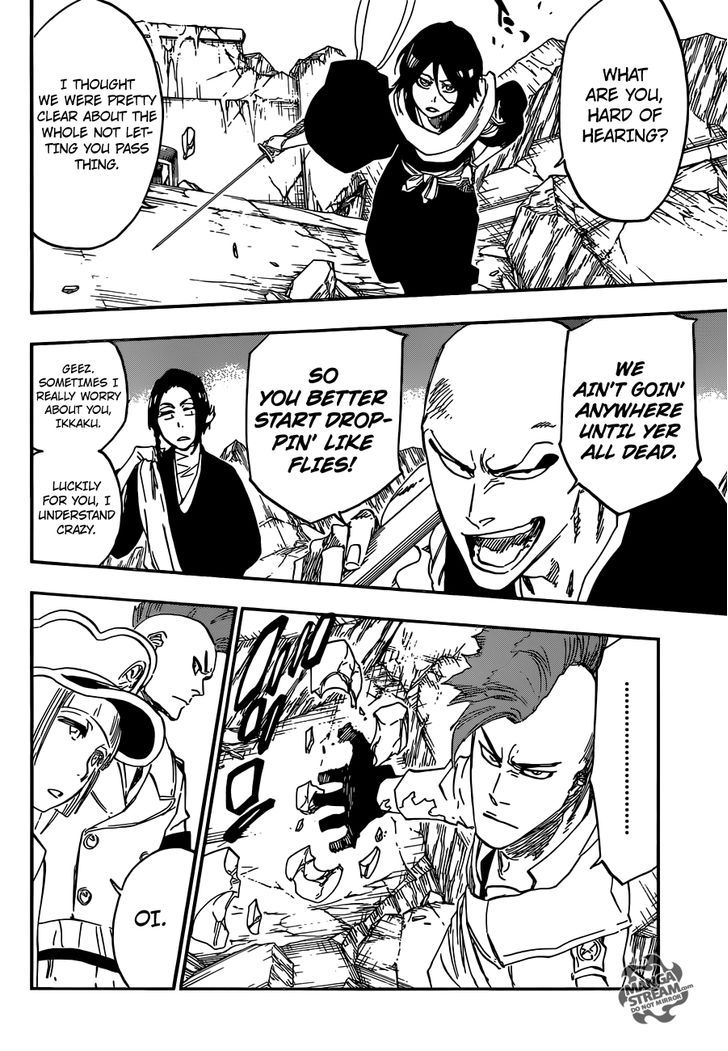 WHAT
ARE YOU,
HARD OF
HEARING?
I THOUGHT
WE WERE PRETTY
CLEAR ABOUT THE
WHOLE NOT LET-
TING YOU PASS
THING.
WE
AIN'T GOIN'
ANYWHERE
UNTIL YER
ALL DEAD.
SO
YOU BETTER
START DROP-
PIN' LIKE
FLIES!
GEEZ.
SOMETIMES I
REALLY WORRY
ABOUT YOU,
IKKAKU.
LUCKILY
FOR YOU, I
UNDERSTAND
CRAZY.
..........
OI.
MANGA
STREAM.com
DO NOT MIRROR